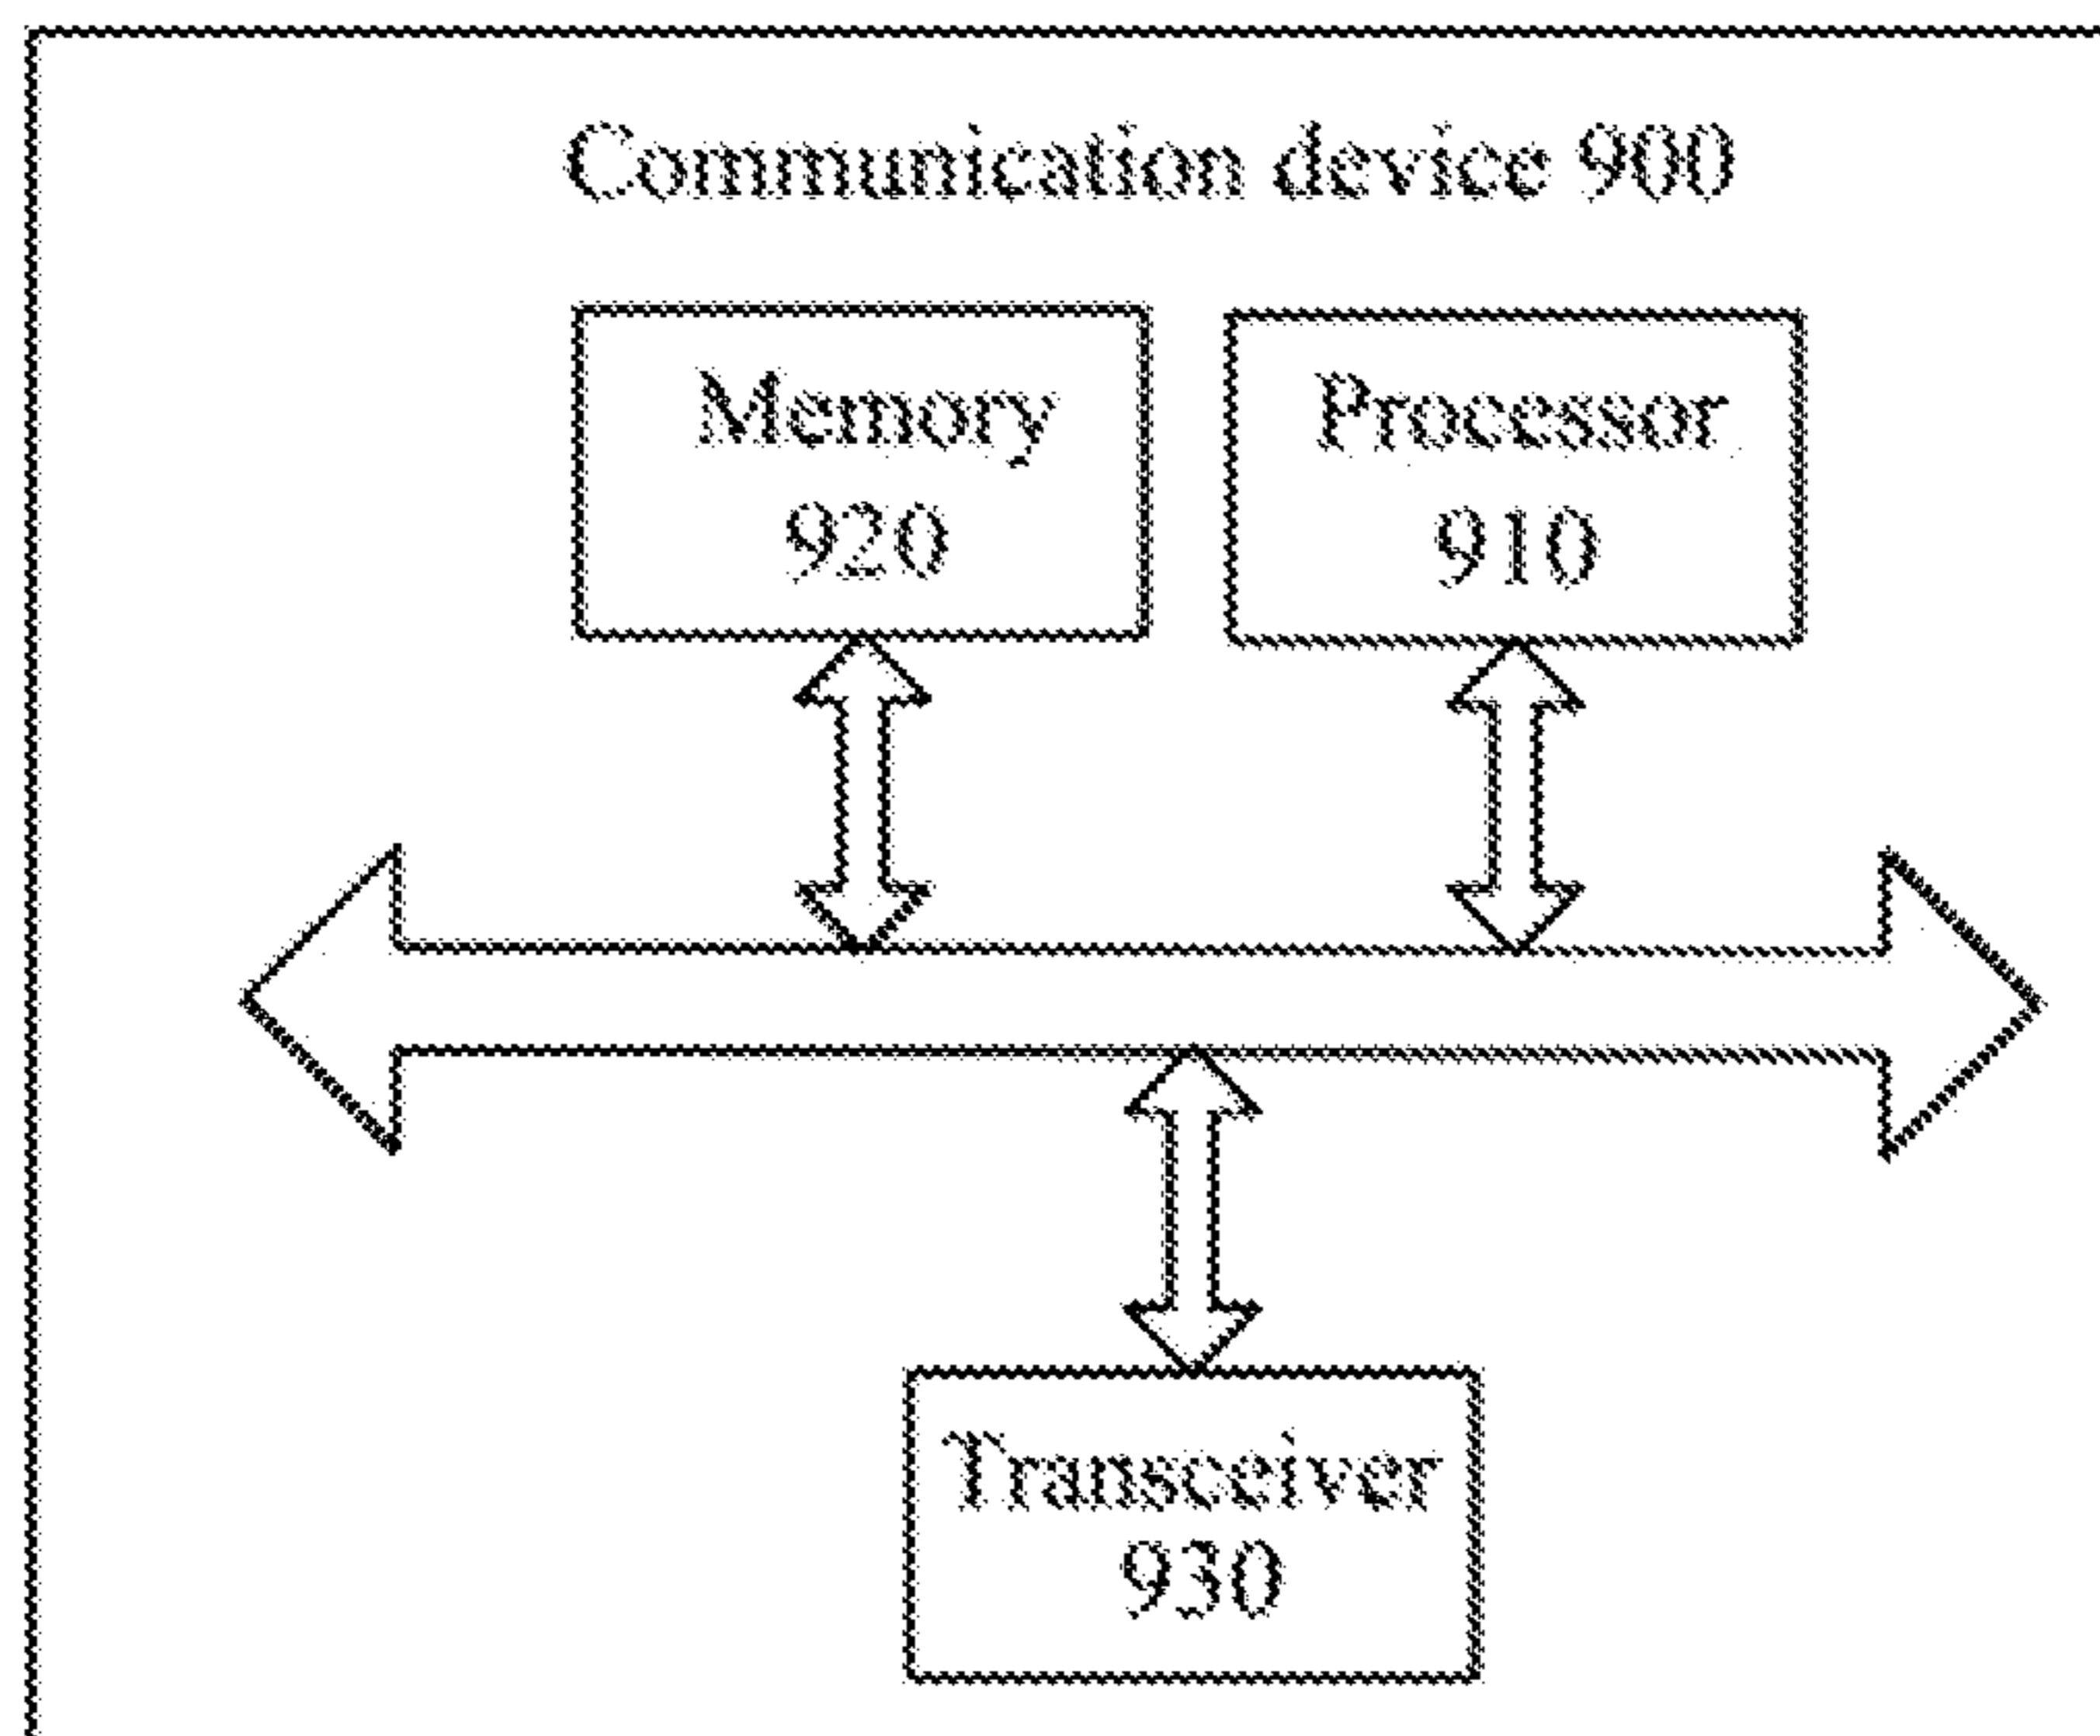 Communication device 900
Memory
920
Processor
910
Transceiver
930